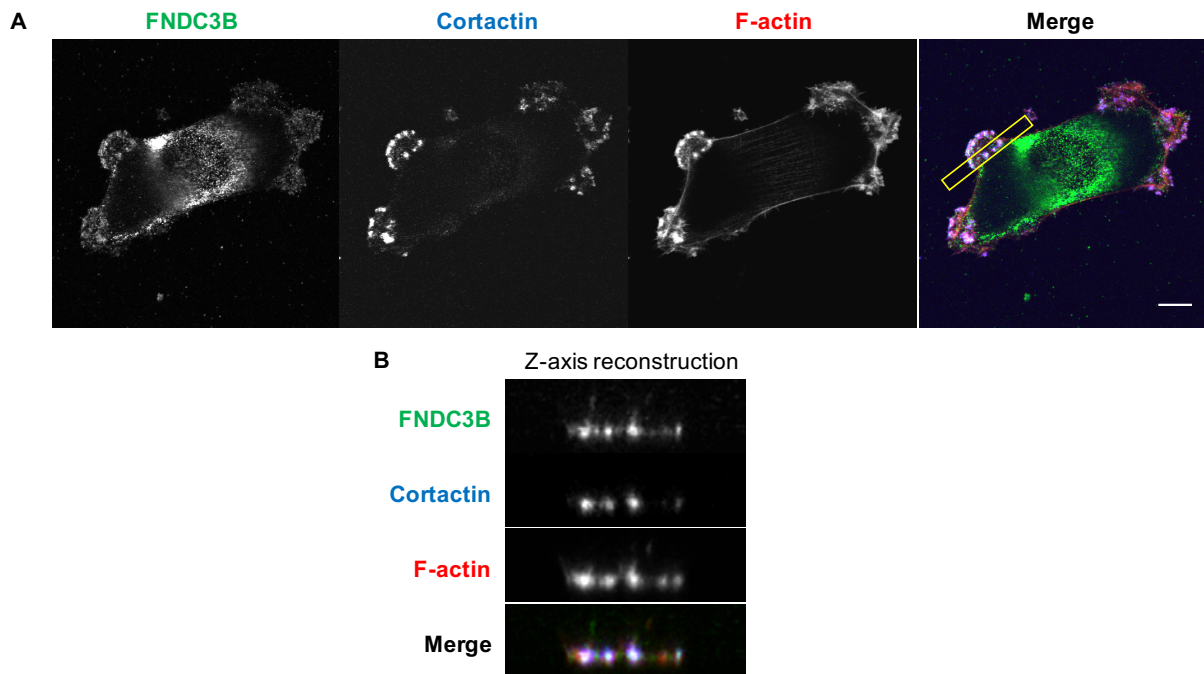 A
FNDC3B Cortactin F-actin Merge
B
Z-axis reconstruction
FNDC3B
Cortactin
F-actin
Merge